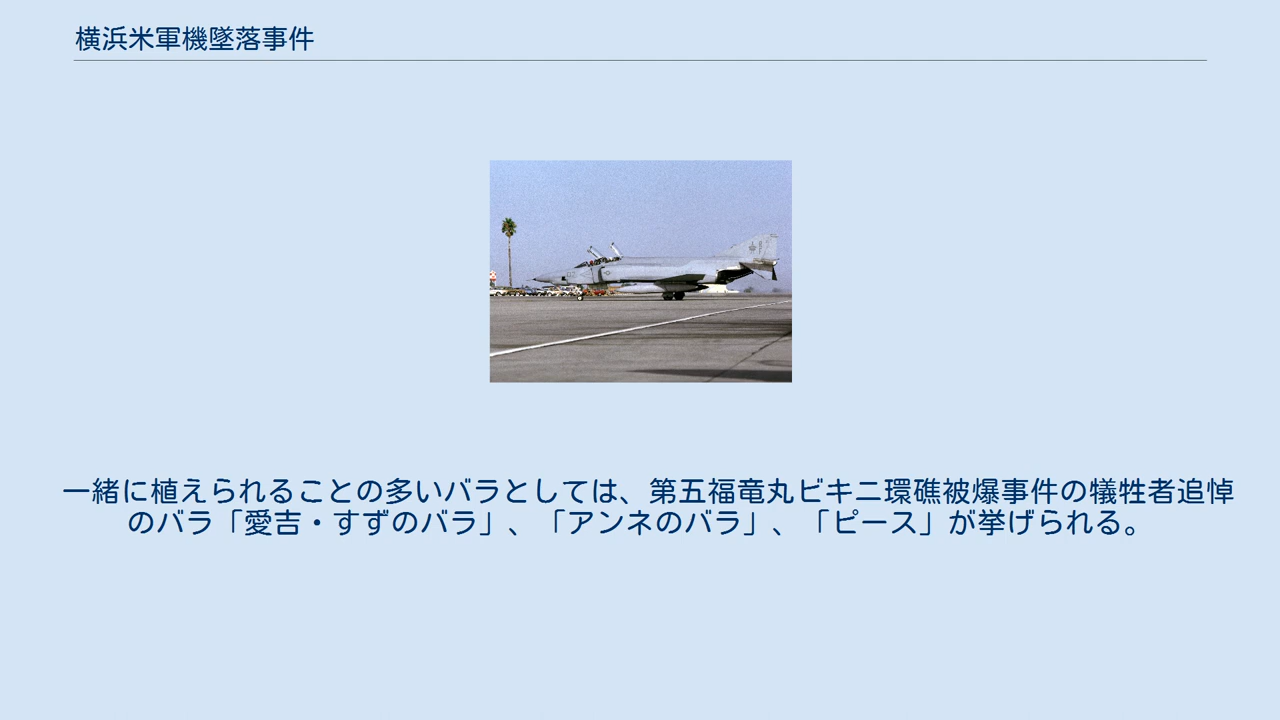 横浜米軍機墜落事件
一緒に植えられることの多いバラとしては、第五福竜丸ビキニ環礁被爆事件の犠牲者追悼
のバラ「愛吉・すずのバラ」、「アンネのバラ」、「ピース」が挙げられる。